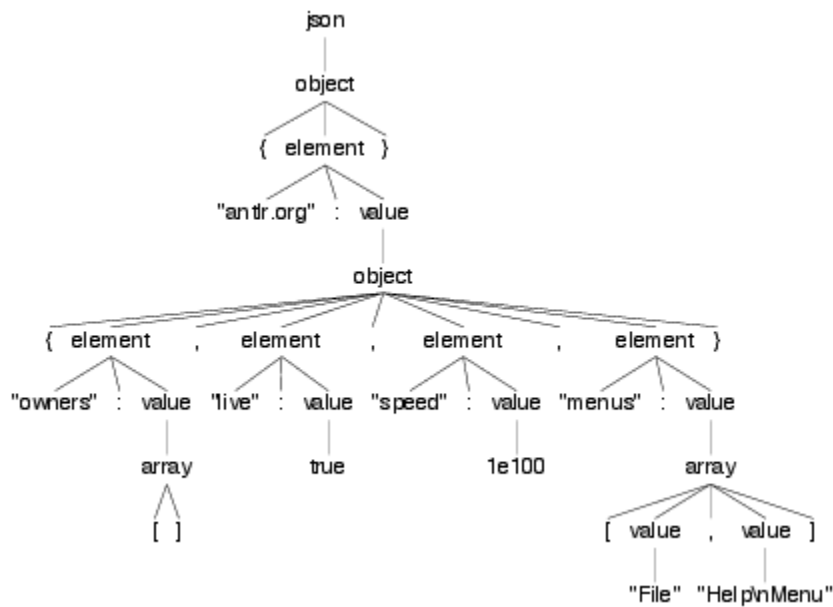 json
object
{ element }
"antlr.org" : value
object
{ element , element , element , element }
"owners" : value "live" : value "speed" : value "menus" : value
array true 1e100 array
[ ] [ value , value ]
"File" "Help\nMenu"